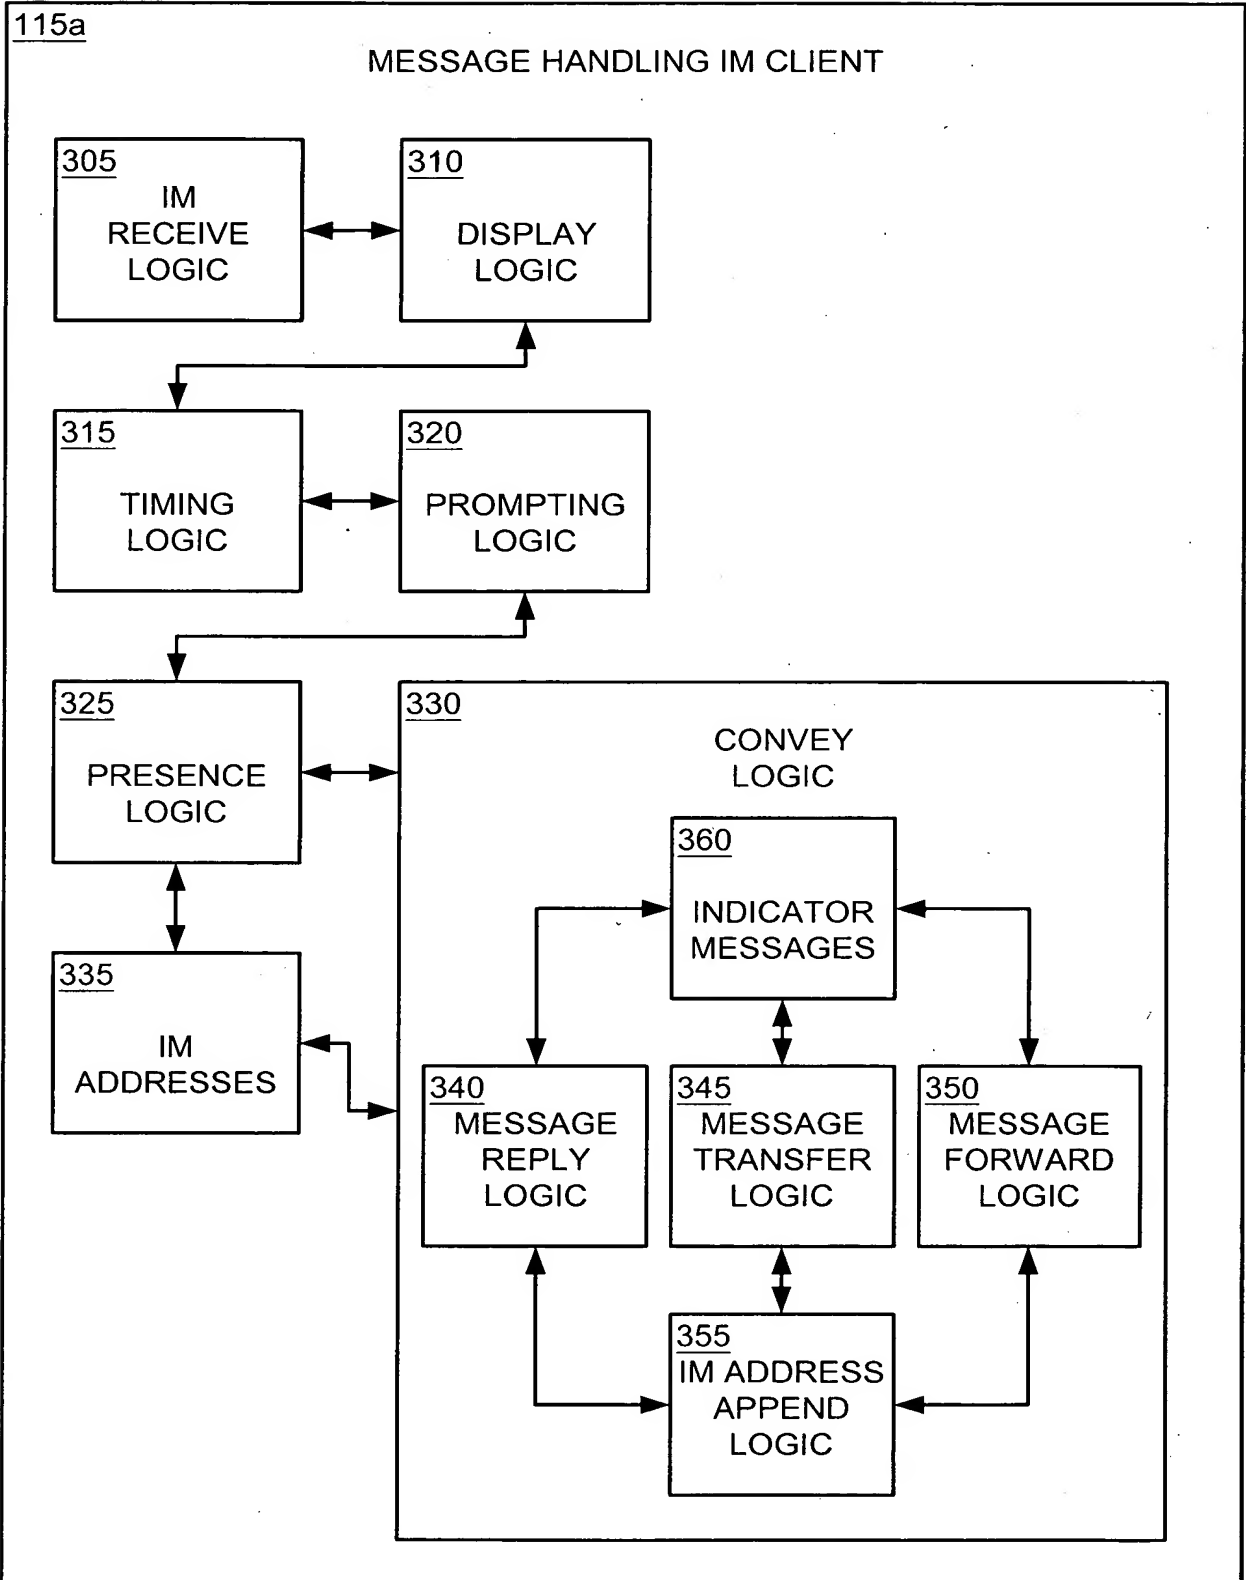 115a
MESSAGE HANDLING IM CLIENT
305
IM
RECEIVE
LOGIC
310
DISPLAY
LOGIC
315
TIMING
LOGIC
320
PROMPTING
LOGIC
325
PRESENCE
LOGIC
330
CONVEY
LOGIC
360
INDICATOR
MESSAGES
335
IM
ADDRESSES
340
MESSAGE
REPLY
LOGIC
345
MESSAGE
TRANSFER
LOGIC
350
MESSAGE
FORWARD
LOGIC
355
IM ADDRESS
APPEND
LOGIC